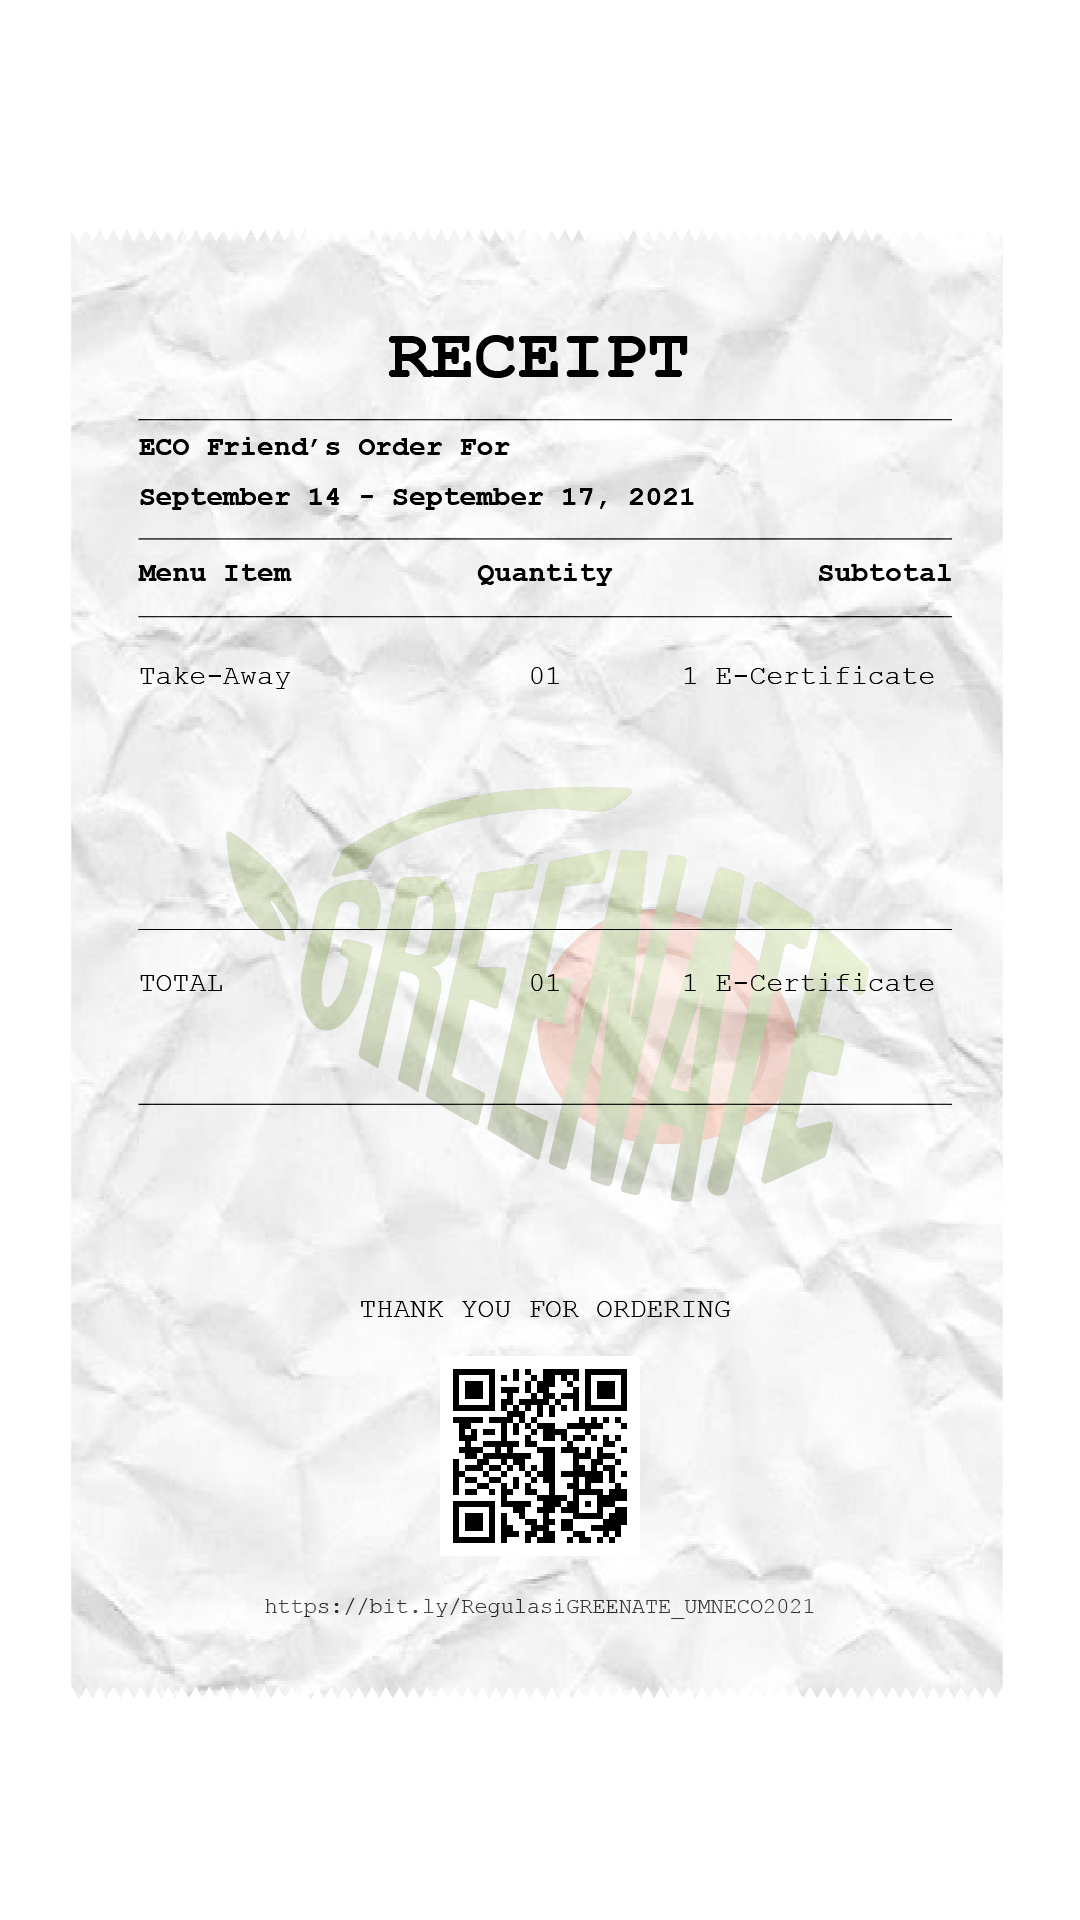 RECEIPT
ECO Friend’s Order For
September 14 - September 17, 2021
Menu Item Quantity Subtotal
Take-Away 01 1 E-Certificate
GREENATE
TOTAL 01 1 E-Certificate
THANK YOU FOR ORDERING
https://bit.ly/RegulasiGREENATE_UMNECO2021